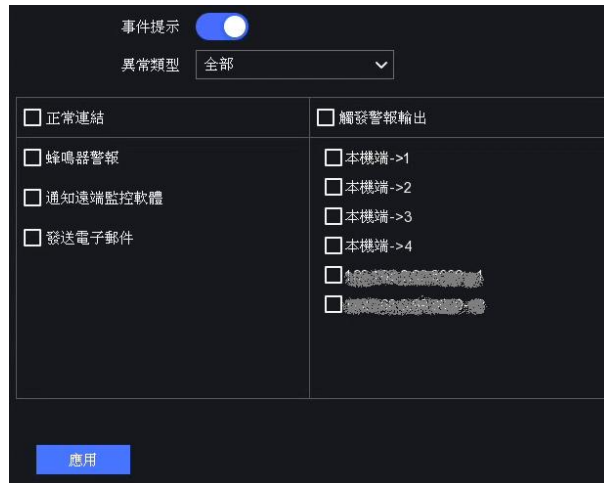 事件提示
異常類型 全部
正常連結
蜂鳴器警報
通知遠端監控軟體
發送電子郵件
觸發警報輸出
本機端->1
本機端->2
本機端->3
本機端->4
應用